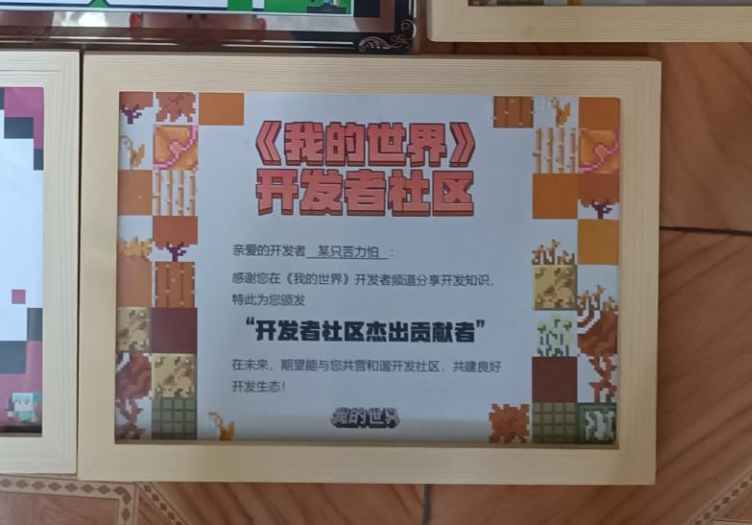 《我的世界》
开发者社区
亲爱的开发者 某只苦力怕 ：
感谢您在《我的世界》开发者频道分享开发知识，
特此为您颁发
“开发者社区杰出贡献者”
在未来，期望能与您共营和谐开发社区，共建良好
开发生态！
我的世界